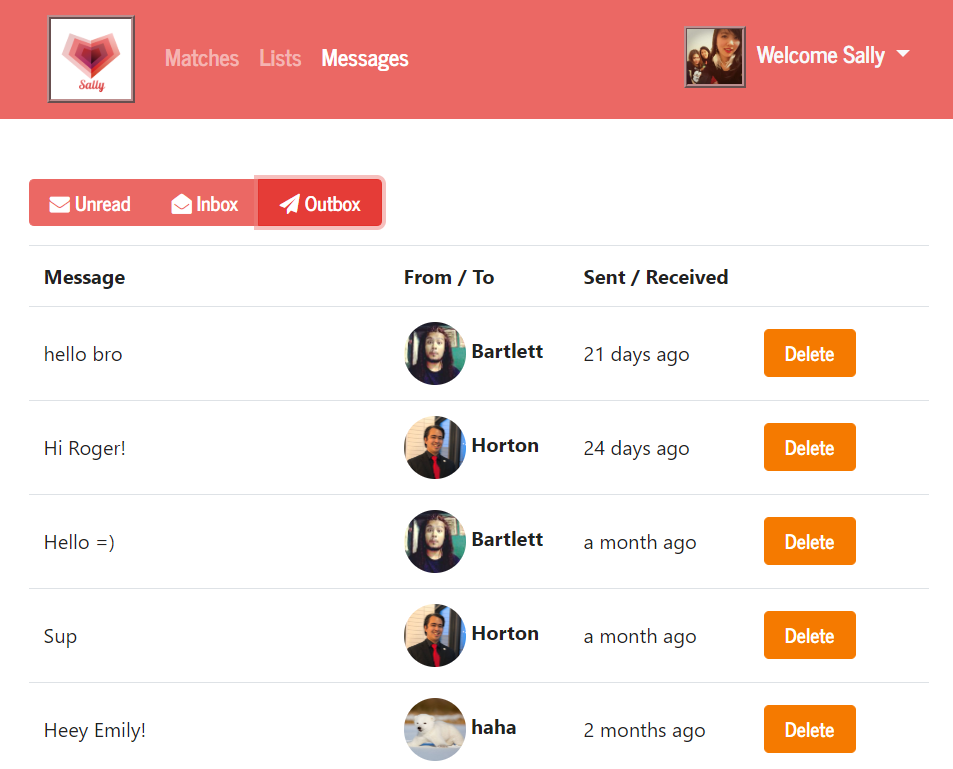 Sally
Matches Lists Messages
Welcome Sally
Unread Inbox Outbox
Message From / To Sent / Received
hello bro Bartlett 21 days ago Delete
Hi Roger! Horton 24 days ago Delete
Hello =) Bartlett a month ago Delete
Sup Horton a month ago Delete
Heey Emily! haha 2 months ago Delete